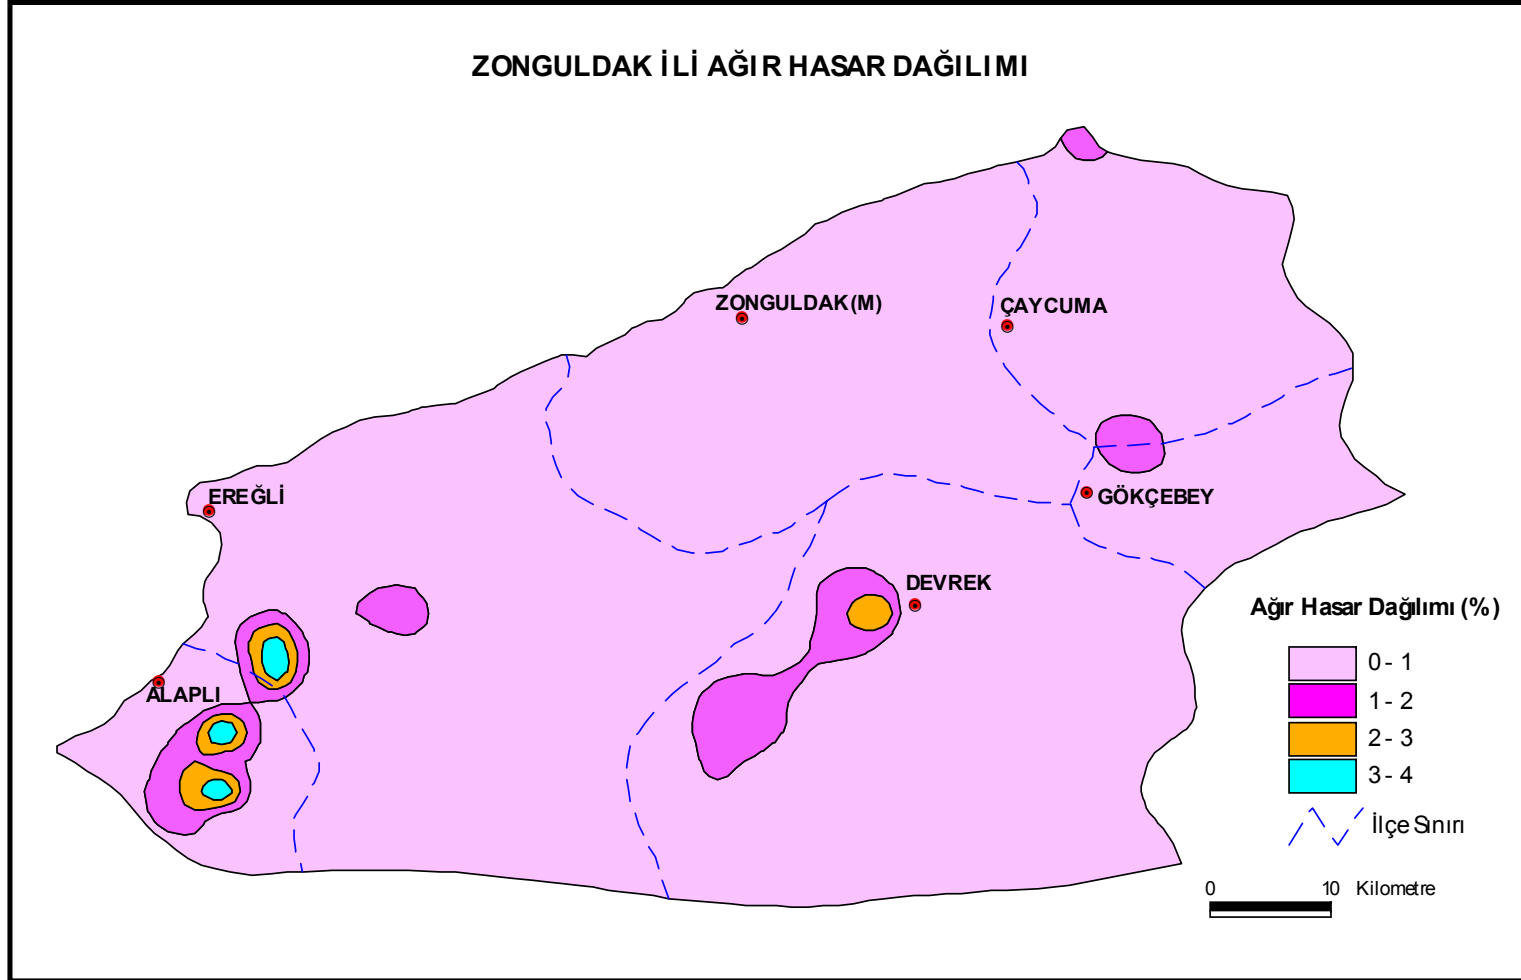 ZONGULDAK İLİ AĞIR HASAR DAĞILIMI
ZONGULDAK(M)
ÇAYCUMA
EREĞLİ
GÖKÇEBEY
DEVREK
ALAPLI
Ağır Hasar Dağılımı (%)
0 - 1
1 - 2
2 - 3
3 - 4
İlçe Sınırı
0 10 Kilometre